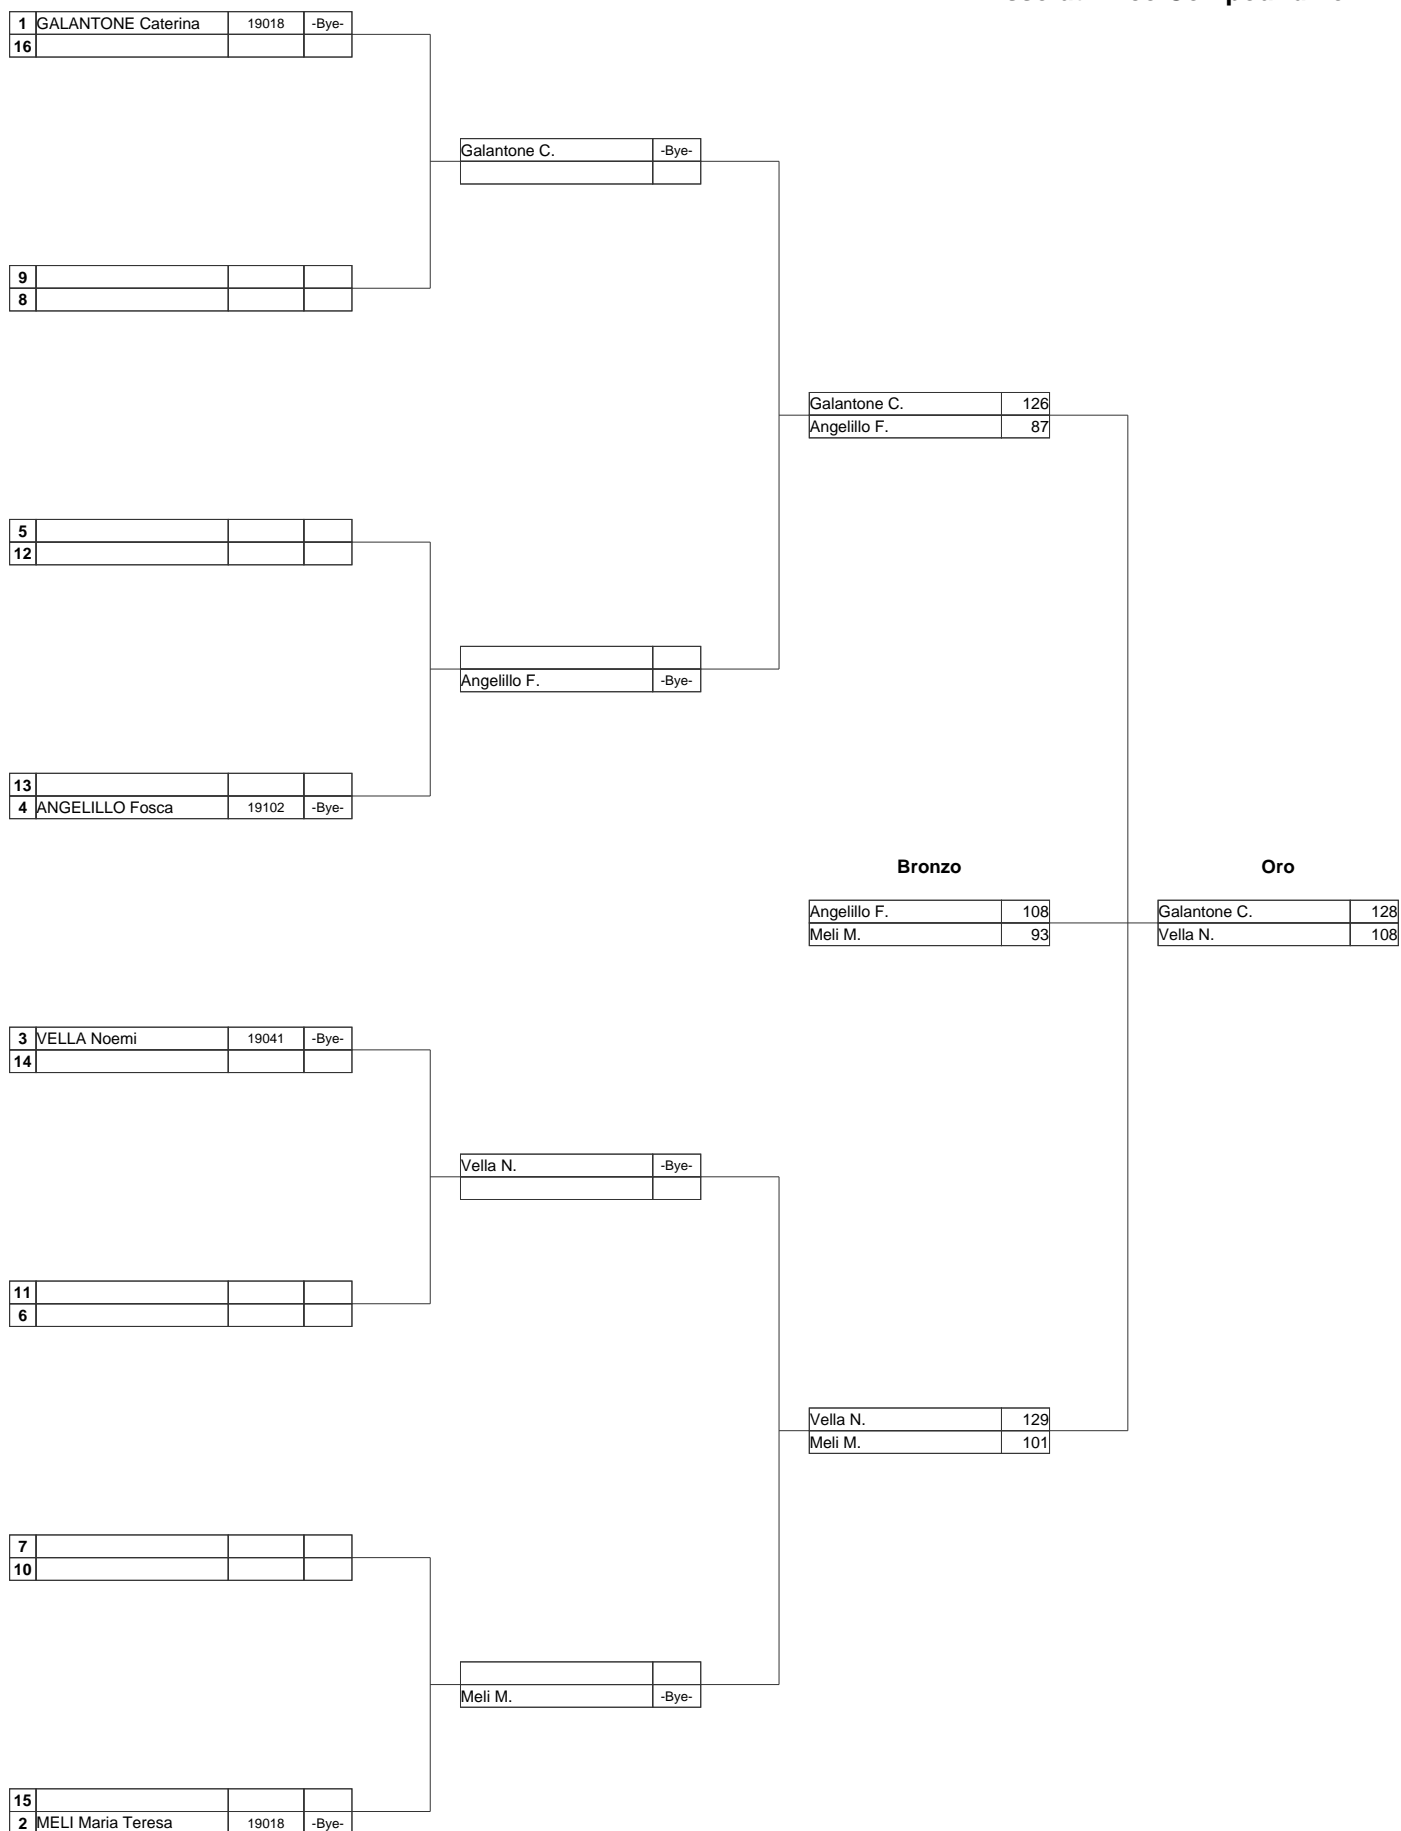 1 GALANTONE Caterina 19018 -Bye-
16
Galantone C. -Bye-
9
8
Galantone C. 126
Angelillo F. 87
5
12
Angelillo F. -Bye-
13
4 ANGELILLO Fosca 19102 -Bye-
Bronzo Oro
Angelillo F. 108 Galantone C. 128
Meli M. 93 Vella N. 108
3 VELLA Noemi 19041 -Bye-
14
Vella N. -Bye-
11
6
Vella N. 129
Meli M. 101
7
10
Meli M. -Bye-
15
2 MELI Maria Teresa 19018 -Bye-